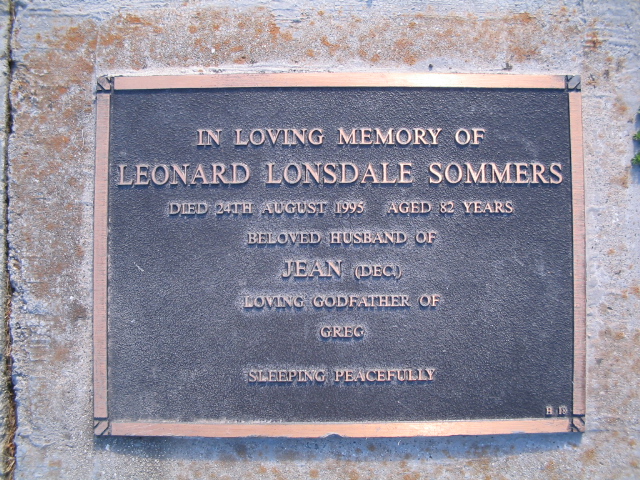 IN LOVING MEMORY OF
LEONARD LONSDALE SOMMERS
DIED 24TH AUGUST 1995 AGED 82 YEARS
BELOVED HUSBAND OF
JEAN (DEC.)
LOVING GODFATHER OF
GREG
SLEEPING PEACEFULLY